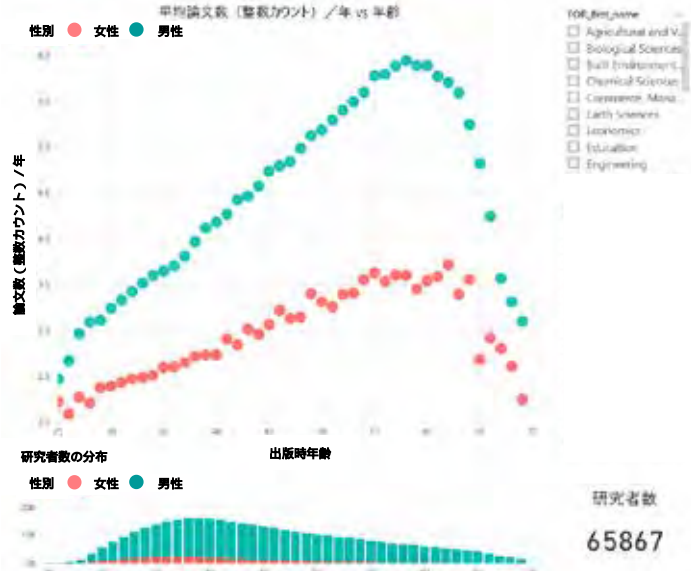 平均論文数（整数カウント）／年 vs 年齢
性別 女性 男性
論文数（整数カウント）/ 年
出版時年齢
FOR_first_name
Agricultural and V...
Biological Sciences
Built Environment...
Chemical Sciences
Commerce, Mana...
Earth Sciences
Economics
Education
Engineering
研究者数の分布
性別 女性 男性
研究者数
65867